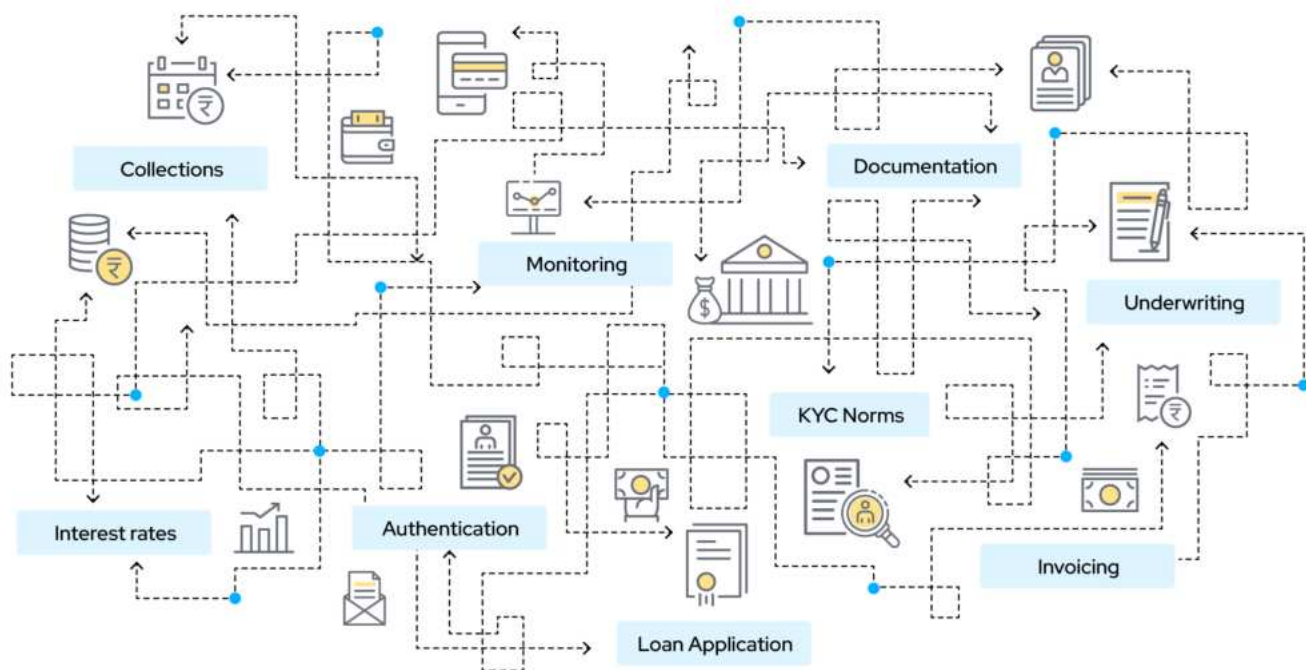 Collections
Documentation
Monitoring
Underwriting
KYC Norms
Interest rates
Authentication
Invoicing
Loan Application
₹
₹
$
₹